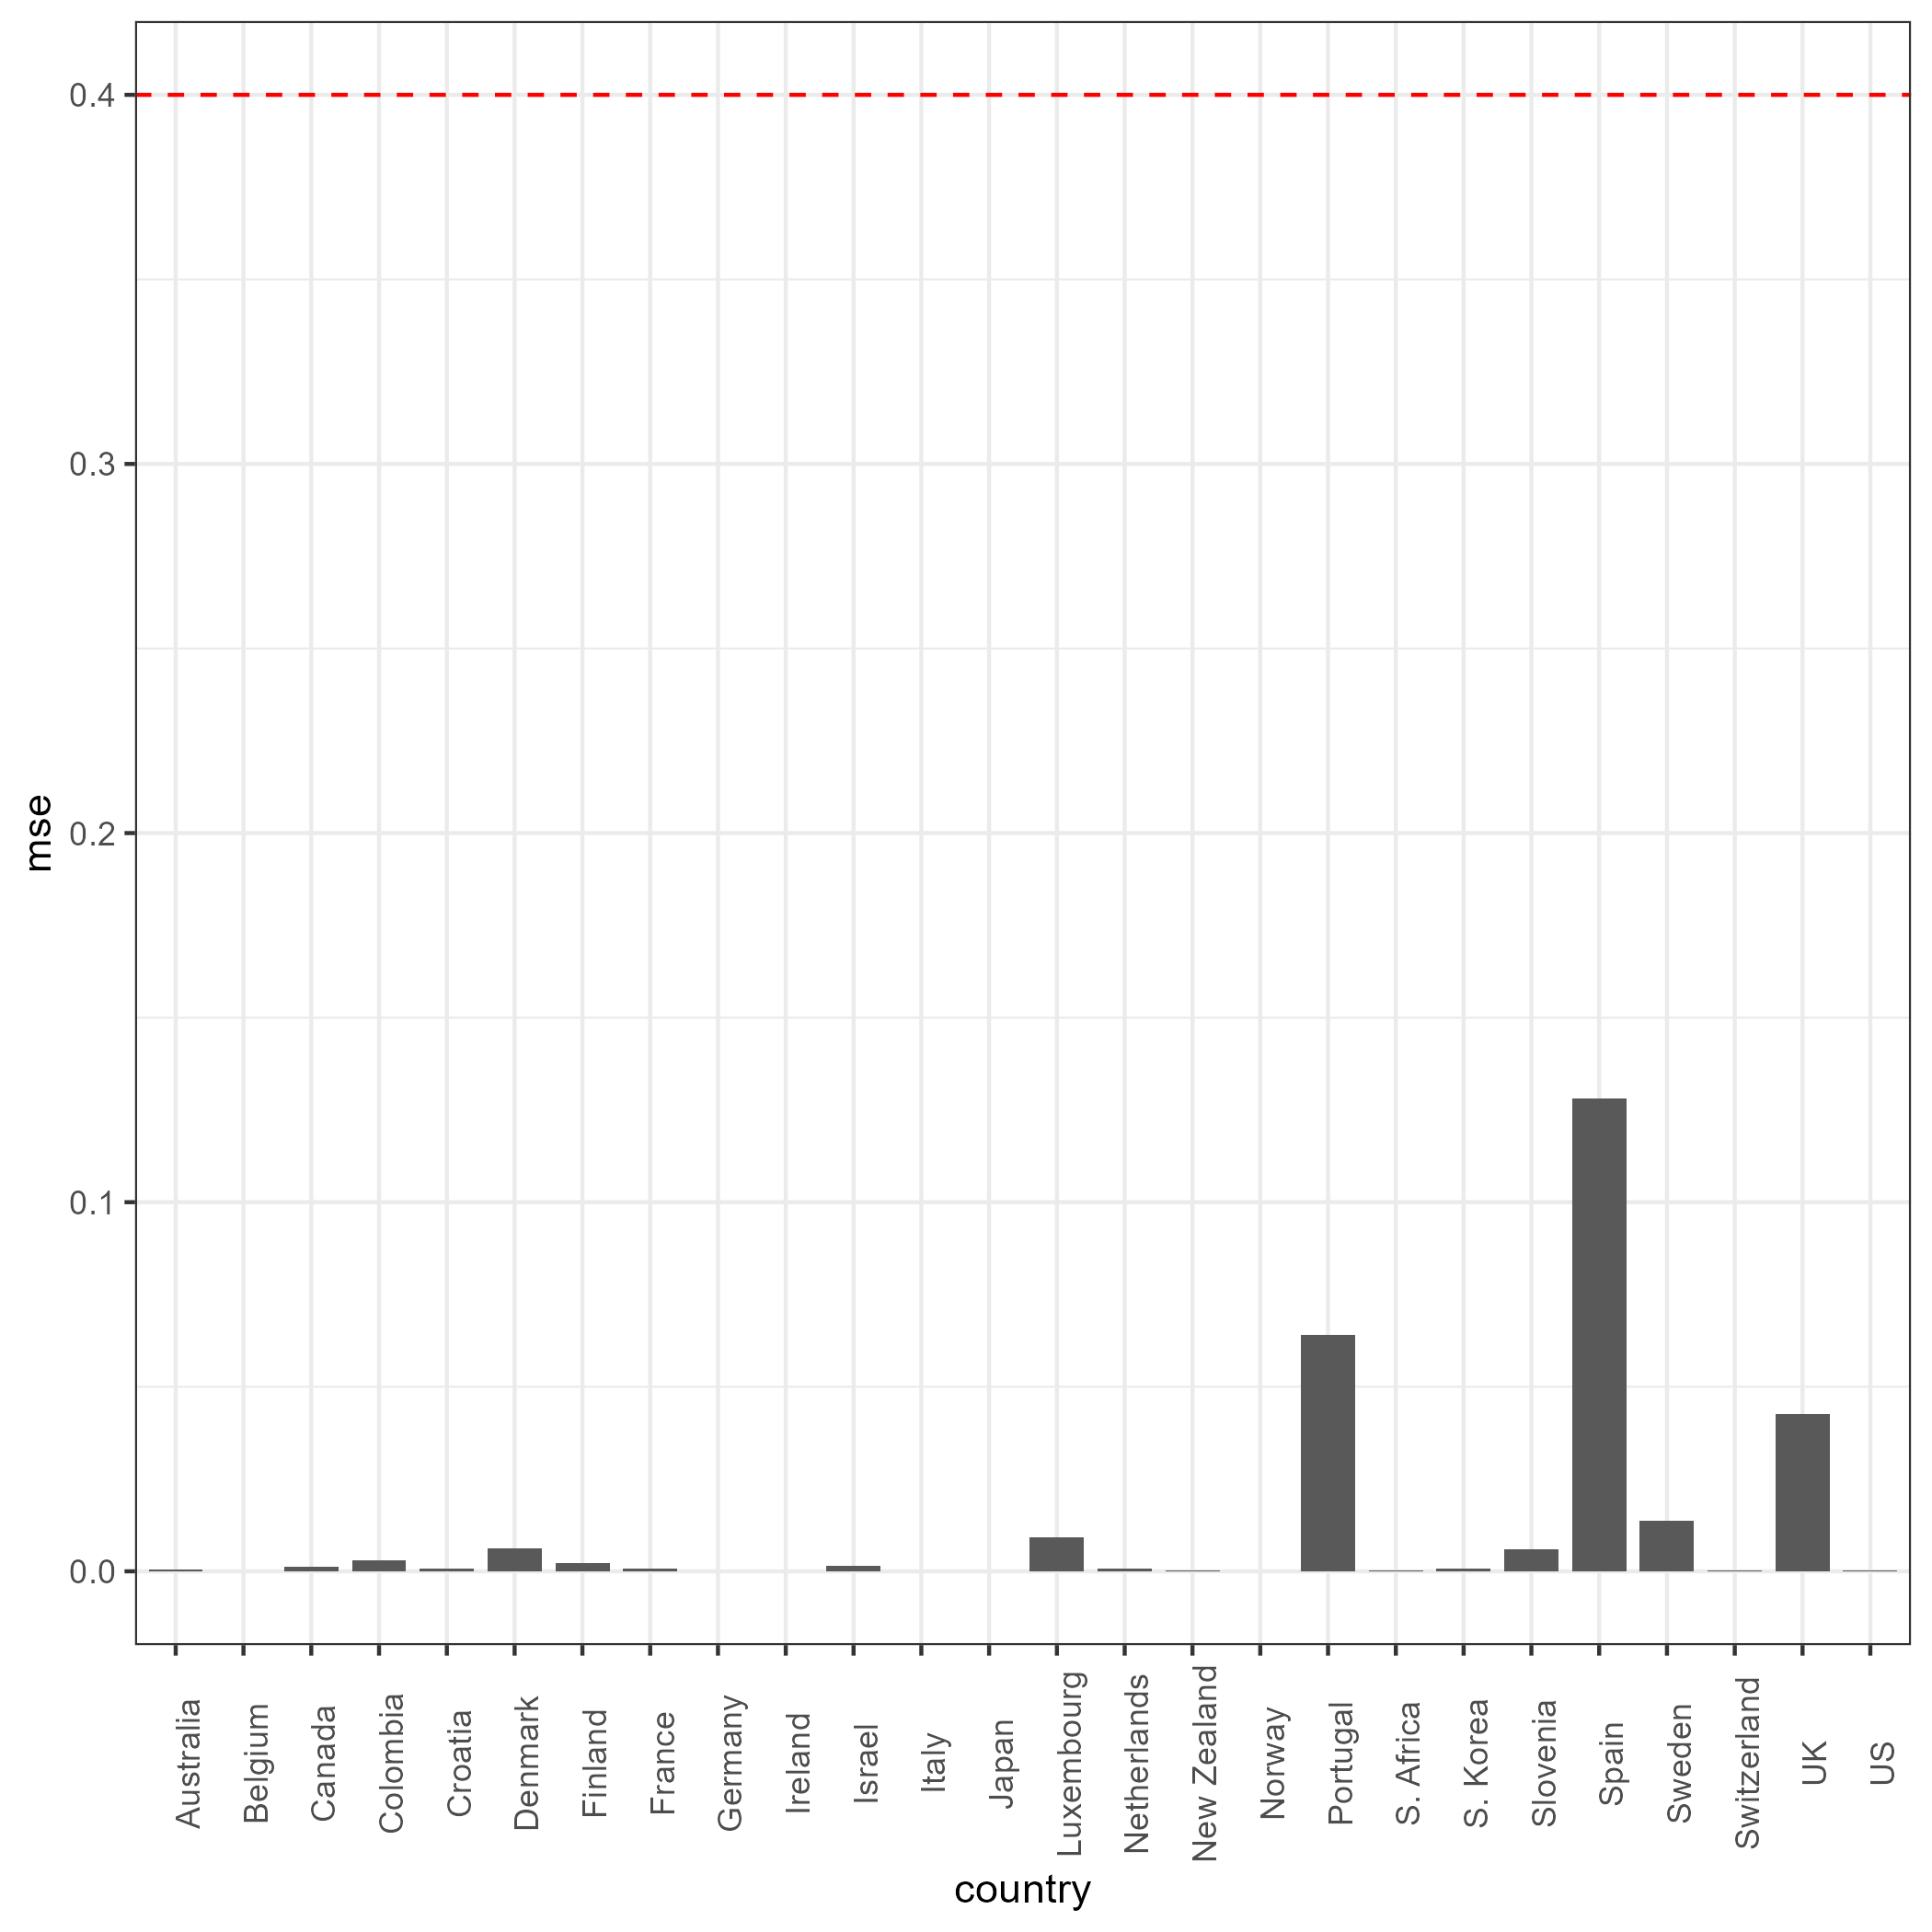 mse
0.4
0.3
0.2
0.1
0.0
Australia
Belgium
Canada
Colombia
Croatia
Denmark
Finland
France
Germany
Ireland
Israel
Italy
Japan
Luxembourg
Netherlands
New Zealand
Norway
Portugal
S. Africa
S. Korea
Slovenia
Spain
Sweden
Switzerland
UK
US
country